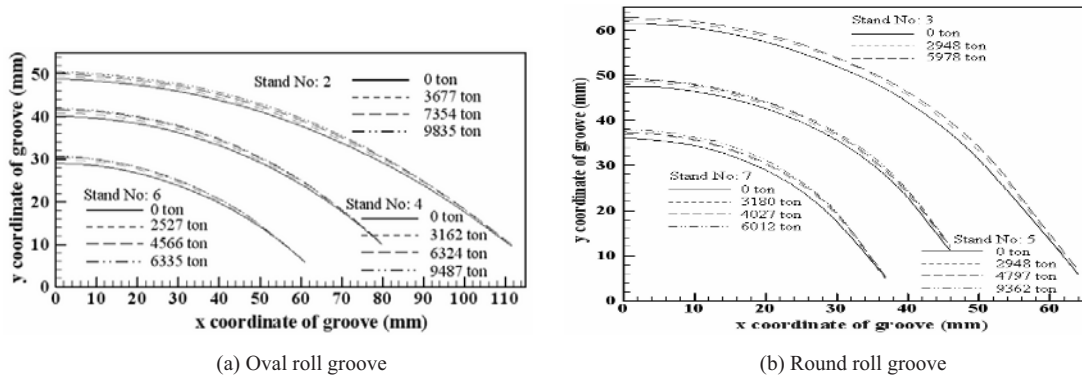 y coordinate of groove (mm)
50
40
30
20
10
0
Stand No: 2
0 ton
3677 ton
7354 ton
9835 ton
Stand No: 6
0 ton
2527 ton
4566 ton
6335 ton
Stand No: 4
0 ton
3162 ton
6324 ton
9487 ton
0 10 20 30 40 50 60 70 80 90 100 110
x coordinate of groove (mm)
(a) Oval roll groove
y coordinate of groove (mm)
60
50
40
30
20
10
0
Stand No: 3
0 ton
2948 ton
5978 ton
Stand No: 7
0 ton
3180 ton
4027 ton
6012 ton
Stand No: 5
0 ton
2948 ton
4797 ton
9362 ton
0 10 20 30 40 50 60
x coordinate of groove (mm)
(b) Round roll groove